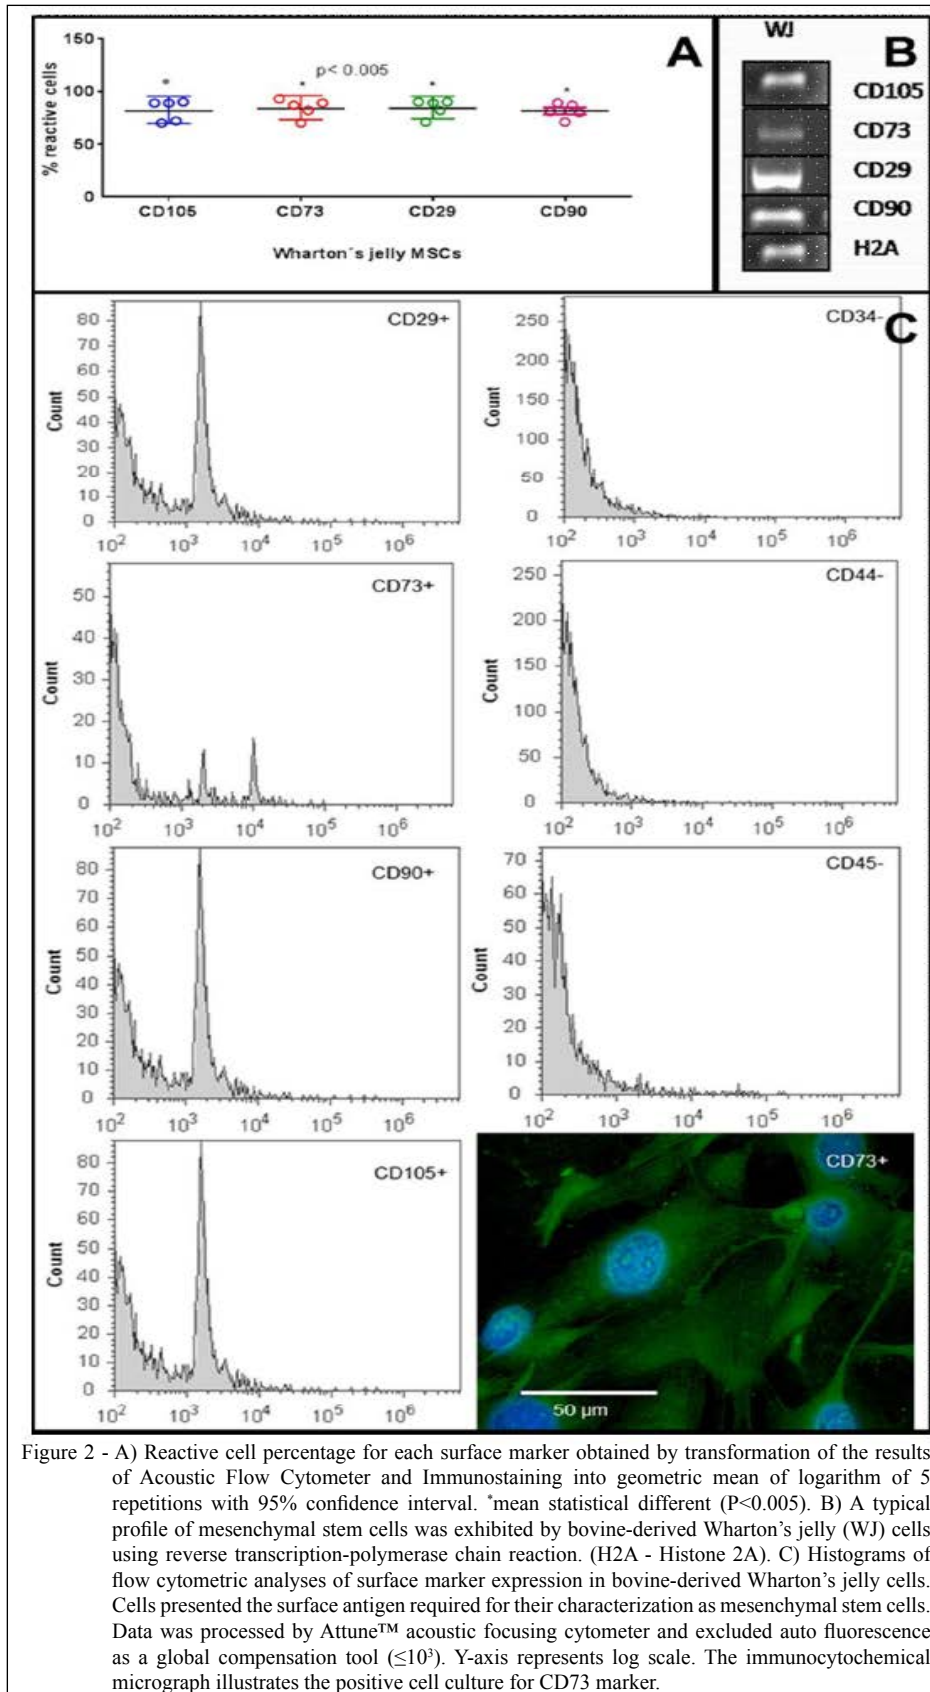 150
100
50
0
% reactive cells
*
*
*
*
p< 0.005
CD105 CD73 CD29 CD90
Wharton´s jelly MSCs
A
WJ
B
CD105
CD73
CD29
CD90
H2A
CD29+
80
70
60
50
40
30
20
10
0
Count
10² 10³ 10⁴ 10⁵ 10⁶
CD34-
C
250
200
150
100
50
0
Count
10² 10³ 10⁴ 10⁵ 10⁶
CD73+
50
40
30
20
10
0
Count
10² 10³ 10⁴ 10⁵ 10⁶
CD44-
250
200
150
100
50
0
Count
10² 10³ 10⁴ 10⁵ 10⁶
CD90+
80
70
60
50
40
30
20
10
0
Count
10² 10³ 10⁴ 10⁵ 10⁶
CD45-
70
60
50
40
30
20
10
0
Count
10² 10³ 10⁴ 10⁵ 10⁶
CD105+
80
70
60
50
40
30
20
10
0
Count
10² 10³ 10⁴ 10⁵ 10⁶
CD73+
50 µm
Figure 2 - A) Reactive cell percentage for each surface marker obtained by transformation of the results
of Acoustic Flow Cytometer and Immunostaining into geometric mean of logarithm of 5
repetitions with 95% confidence interval. *mean statistical different (P<0.005). B) A typical
profile of mesenchymal stem cells was exhibited by bovine-derived Wharton’s jelly (WJ) cells
using reverse transcription-polymerase chain reaction. (H2A - Histone 2A). C) Histograms of
flow cytometric analyses of surface marker expression in bovine-derived Wharton’s jelly cells.
Cells presented the surface antigen required for their characterization as mesenchymal stem cells.
Data was processed by Attune™ acoustic focusing cytometer and excluded auto fluorescence
as a global compensation tool (≤10³). Y-axis represents log scale. The immunocytochemical
micrograph illustrates the positive cell culture for CD73 marker.